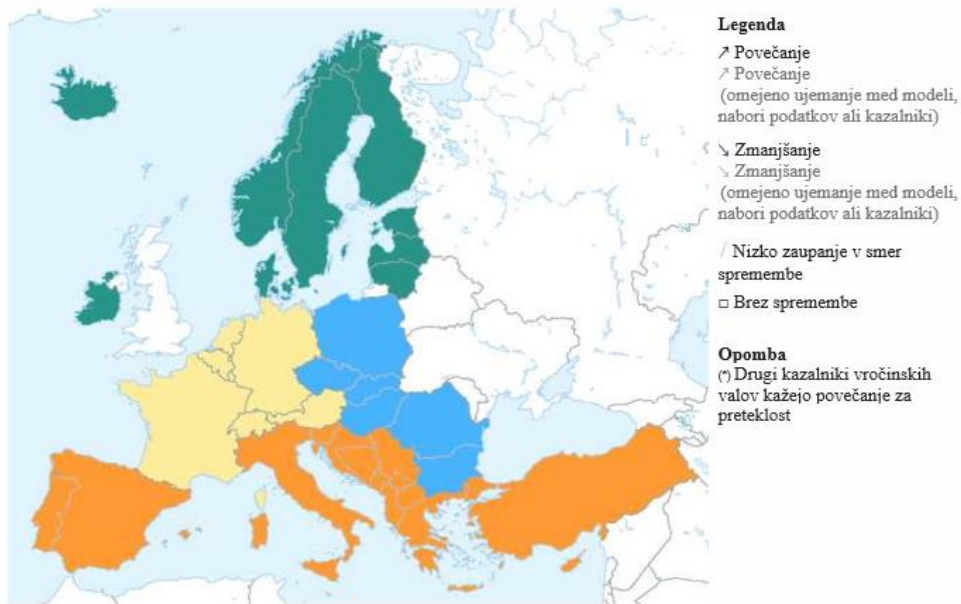 Legenda
↗ Povečanje
↗ Povečanje
(omejeno ujemanje med modeli,
nabori podatkov ali kazalniki)
↘ Zmanjšanje
↘ Zmanjšanje
(omejeno ujemanje med modeli,
nabori podatkov ali kazalniki)
/ Nizko zaupanje v smer
spremembe
□ Brez spremembe
Opomba
(*) Drugi kazalniki vročinskih
valov kažejo povečanje za
preteklost